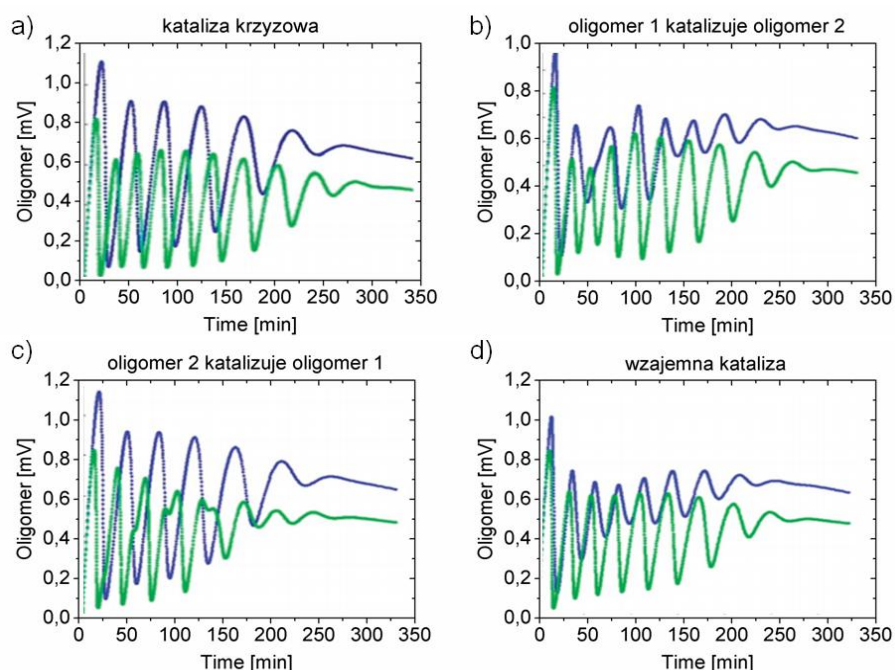 a)
kataliza krzyzowa
1,2
1,0
0,8
0,6
0,4
0,2
0,0
Oligomer [mV]
0 50 100 150 200 250 300 350
Time [min]
b)
oligomer 1 katalizuje oligomer 2
1,0
0,8
0,6
0,4
0,2
0,0
Oligomer [mV]
0 50 100 150 200 250 300 350
Time [min]
c)
oligomer 2 katalizuje oligomer 1
1,2
1,0
0,8
0,6
0,4
0,2
0,0
Oligomer [mV]
0 50 100 150 200 250 300 350
Time [min]
d)
wzajemna kataliza
1,2
1,0
0,8
0,6
0,4
0,2
0,0
Oligomer [mV]
0 50 100 150 200 250 300 350
Time [min]